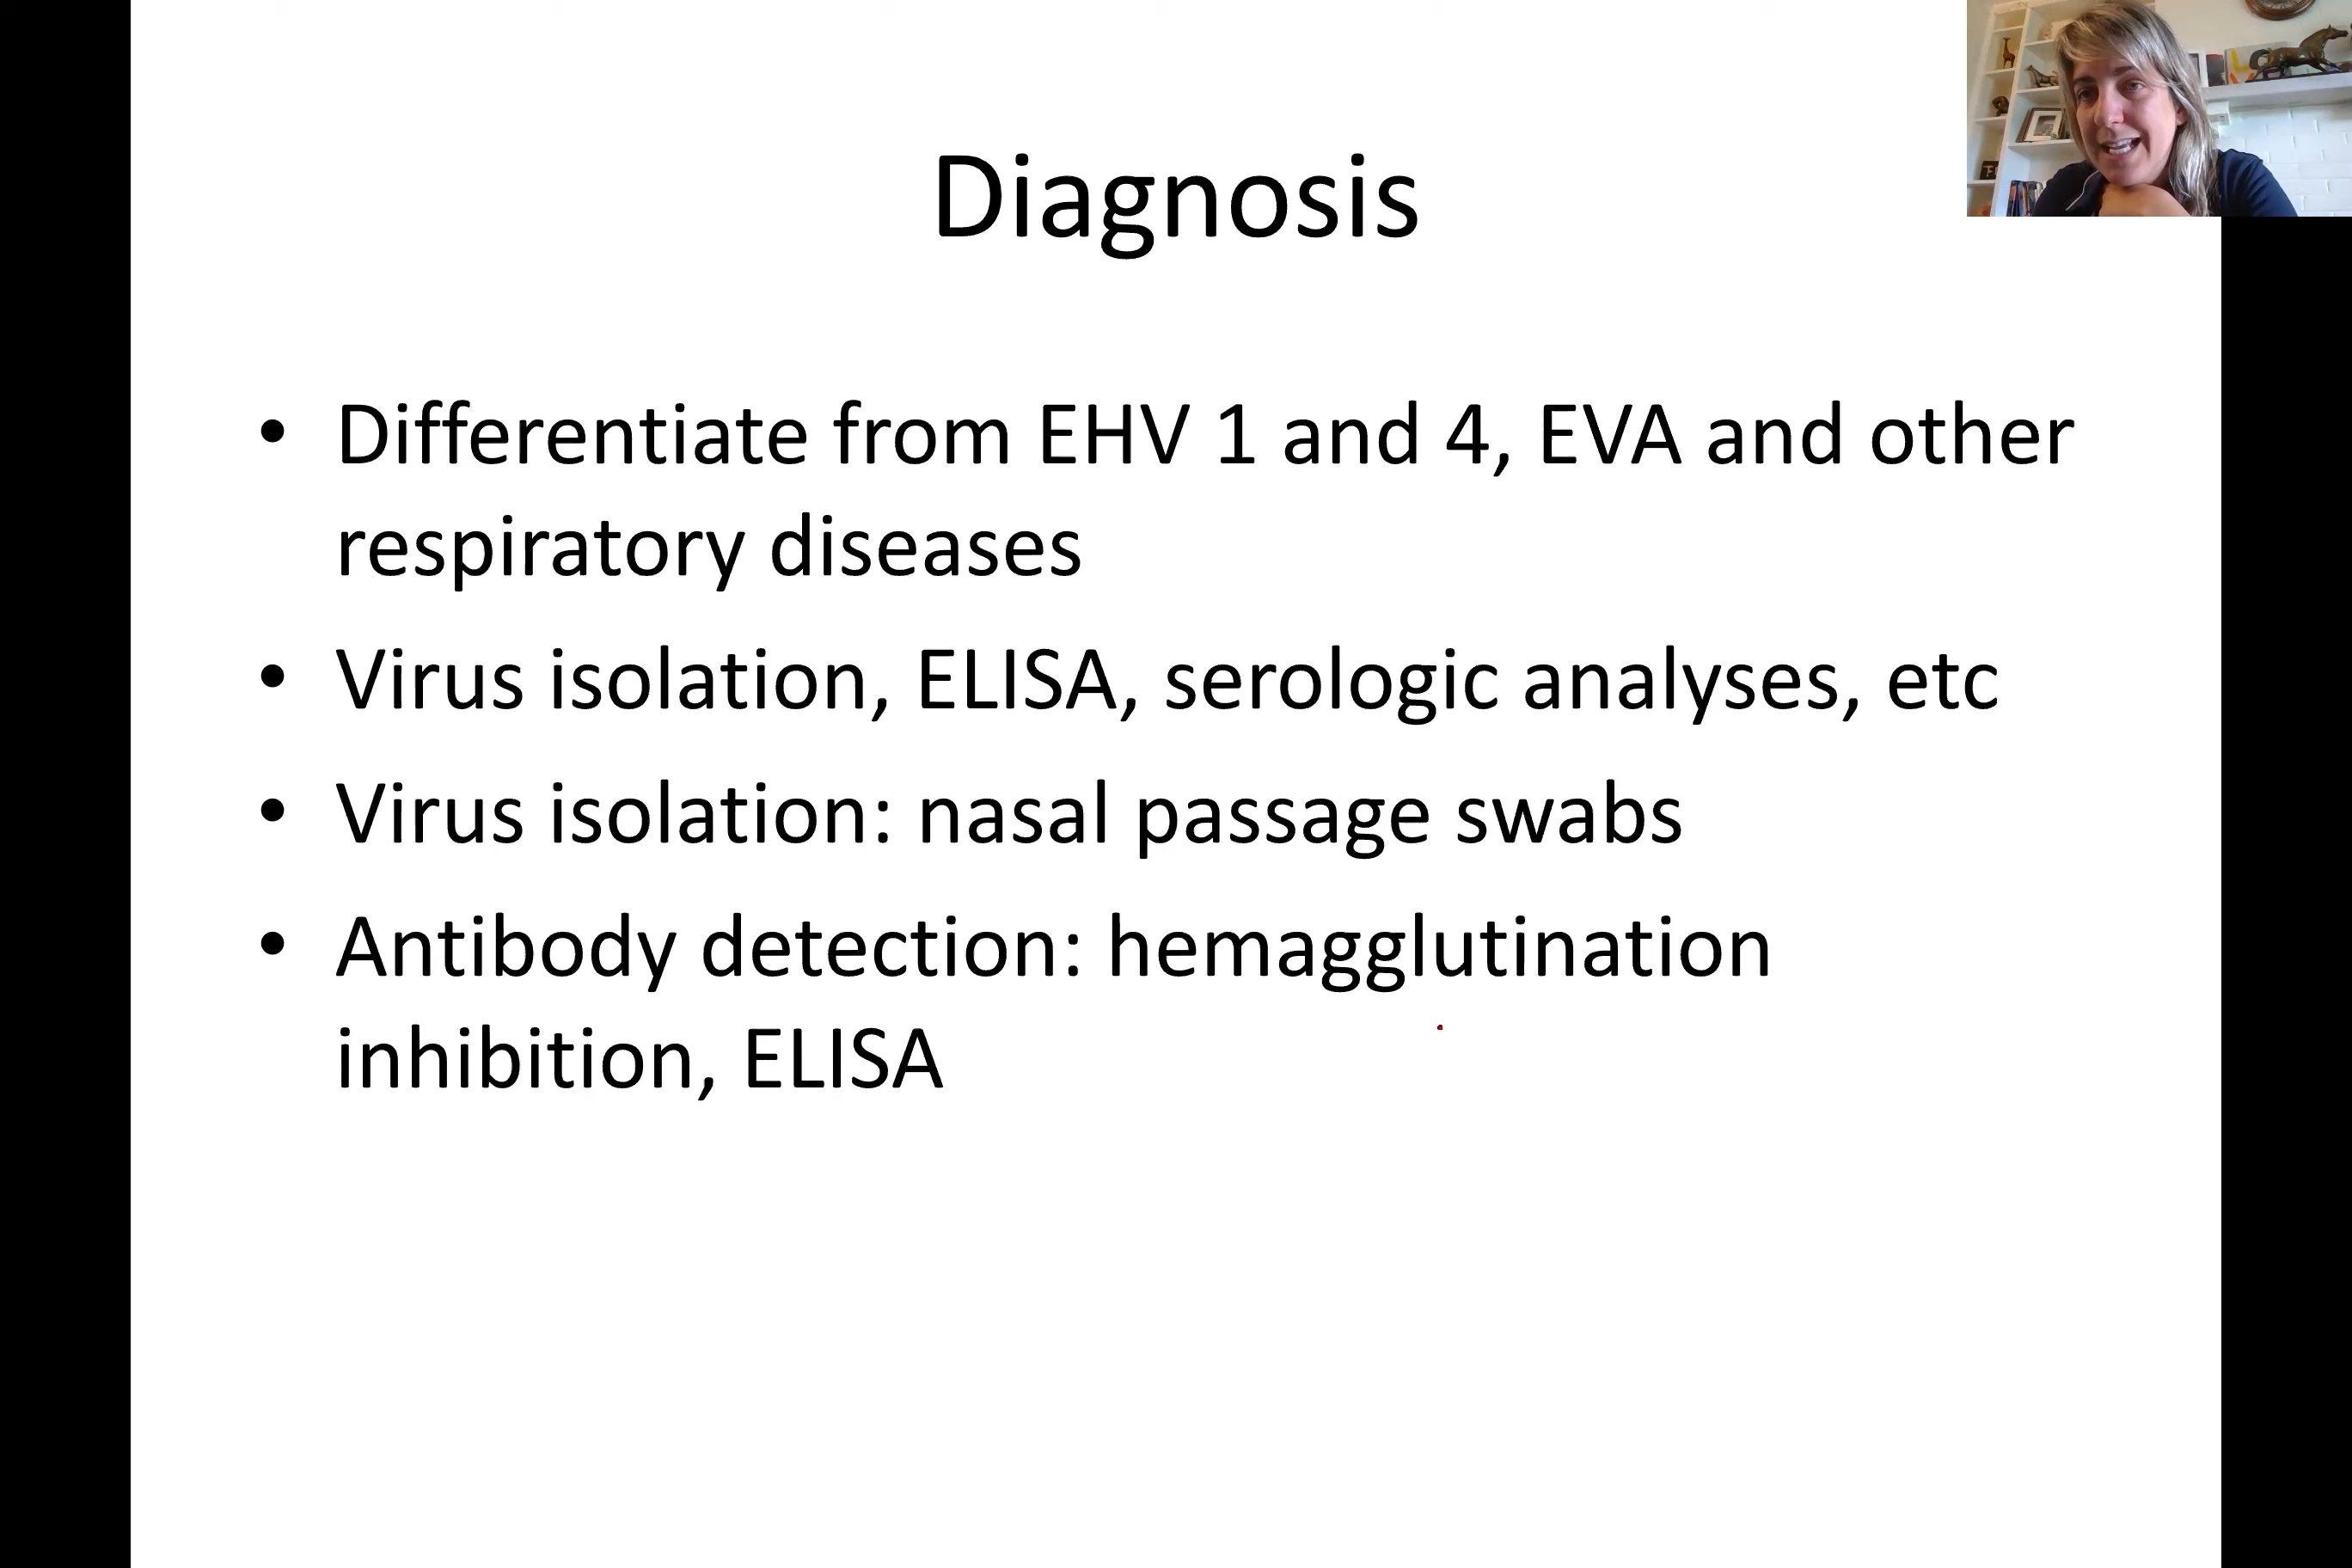 Diagnosis
• Differentiate from EHV 1 and 4, EVA and other
respiratory diseases
• Virus isolation, ELISA, serologic analyses, etc
• Virus isolation: nasal passage swabs
• Antibody detection: hemagglutination
inhibition, ELISA